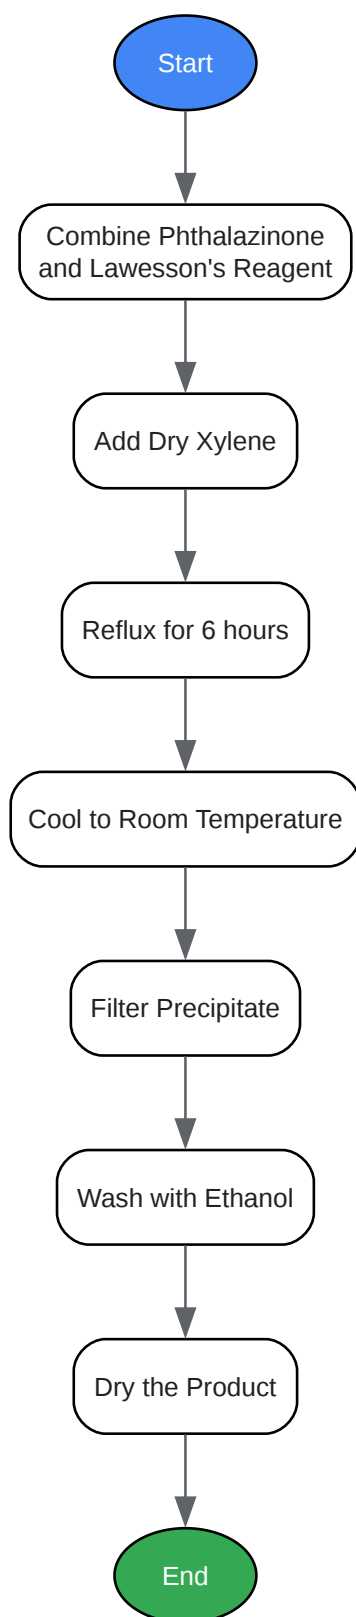 Start
Combine Phthalazinone
and Lawesson's Reagent
Add Dry Xylene
Reflux for 6 hours
Cool to Room Temperature
Filter Precipitate
Wash with Ethanol
Dry the Product
End